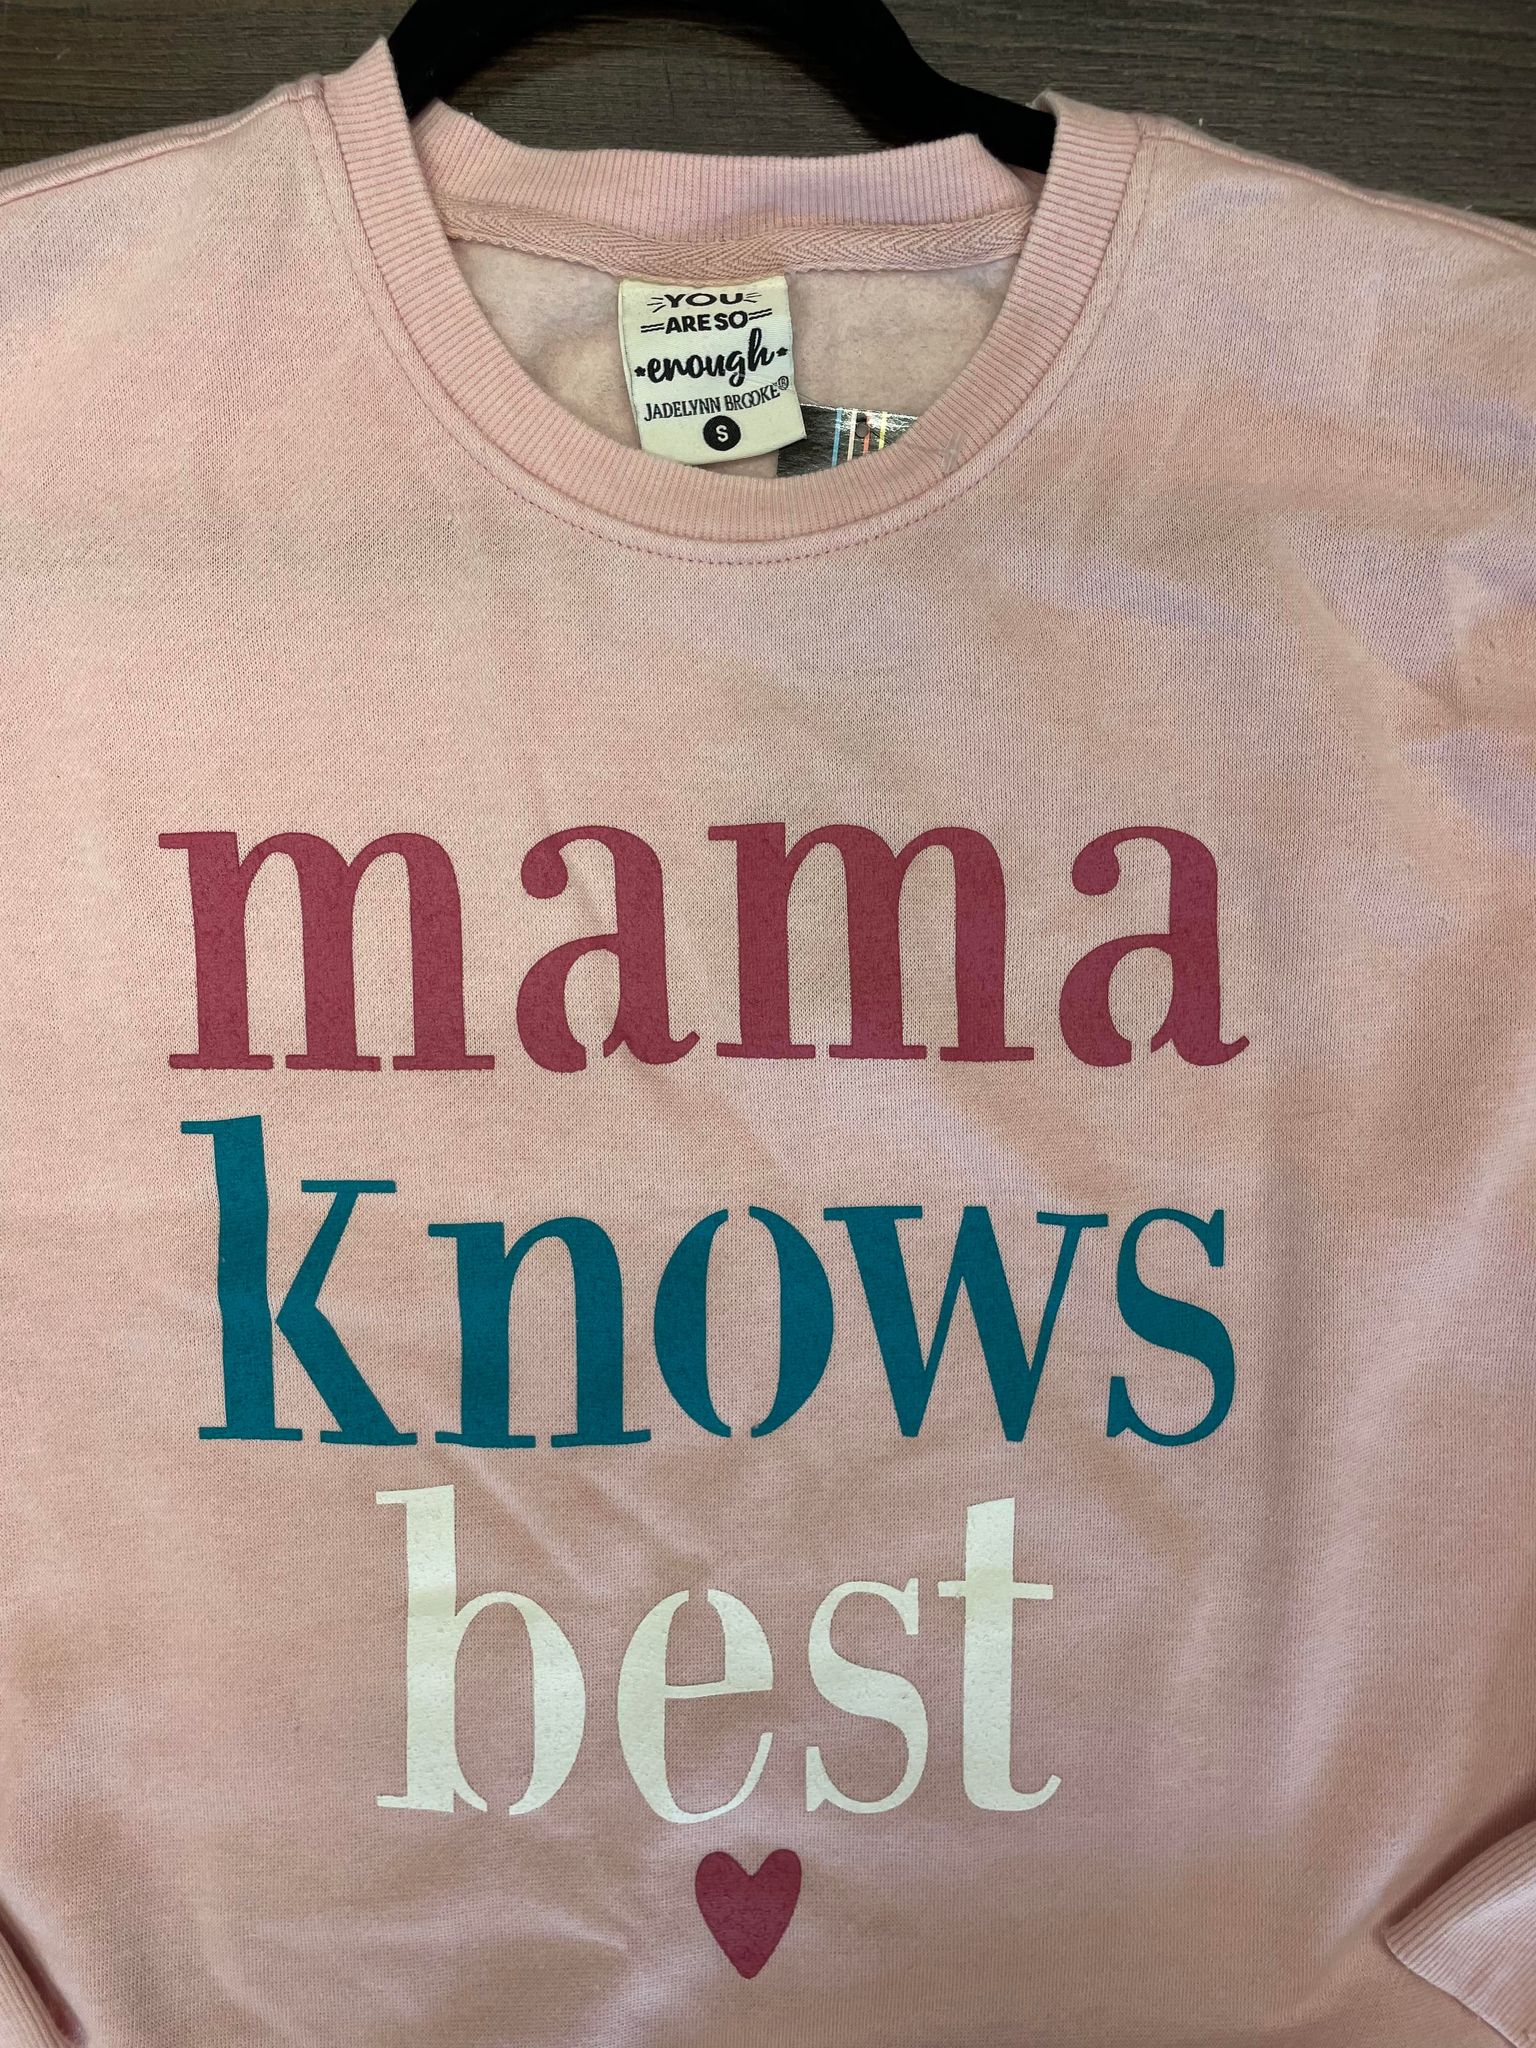 YOU
ARE SO
enough
JADELYNN BROOKE®
S
mama
knows
best